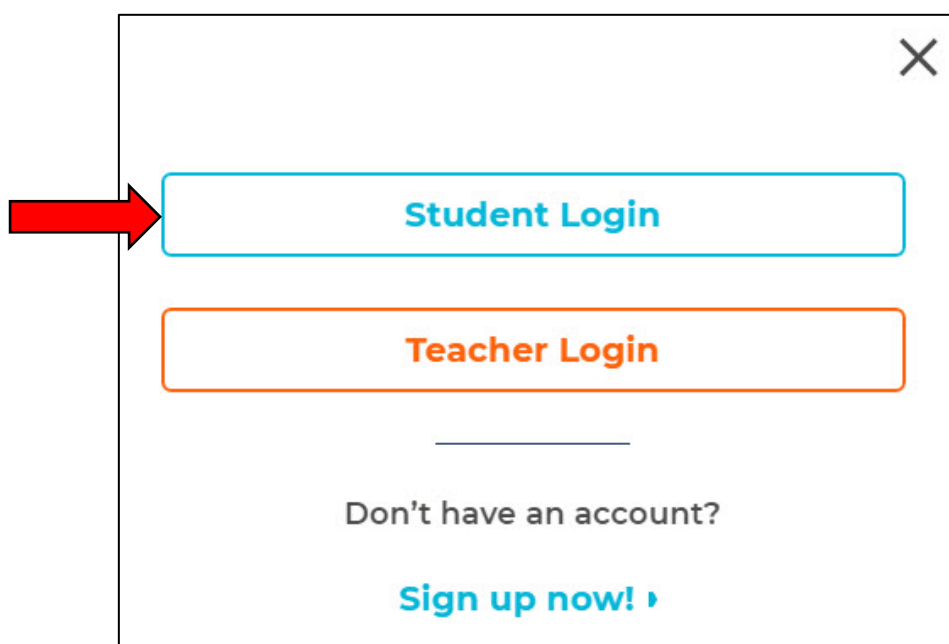 Student Login
Teacher Login
Don’t have an account?
Sign up now!